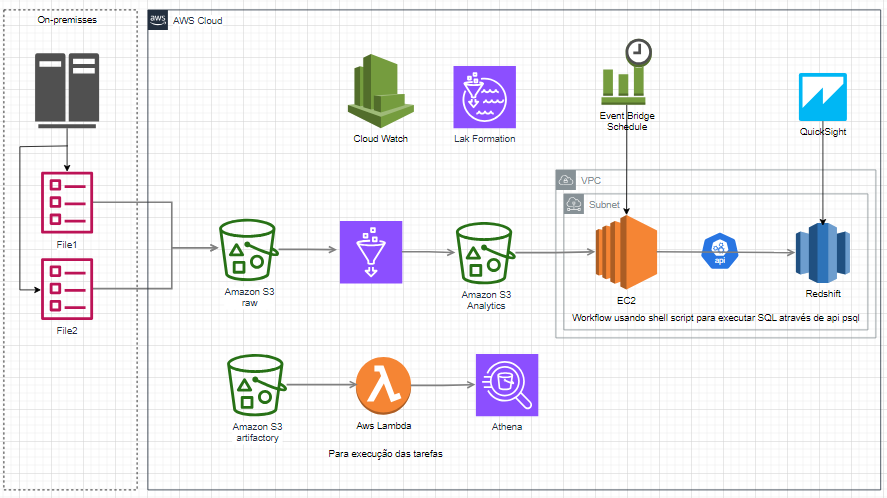 On-premisses
aws
AWS Cloud
Cloud Watch
Lak Formation
Event Bridge
Schedule
QuickSight
VPC
Subnet
File1
Amazon S3
raw
Amazon S3
Analytics
EC2
api
Redshift
Workflow usando shell script para executar SQL através de api psql
File2
Amazon S3
artifactory
Aws Lambda
Athena
Para execução das tarefas